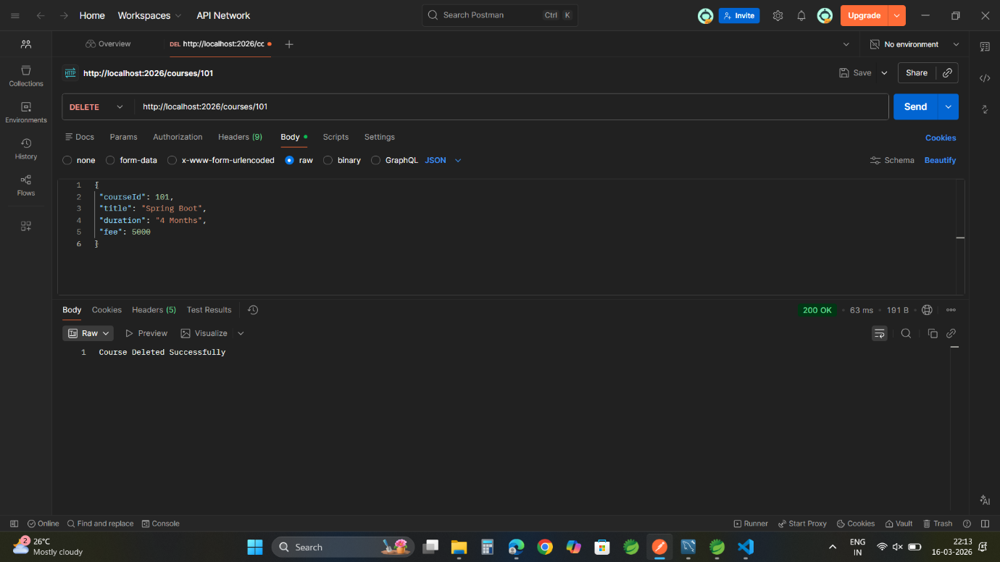 Home Workspaces API Network Search Postman Ctrl K Invite Upgrade
Overview DEL http://localhost:2026/cc No environment
HTTP http://localhost:2026/courses/101 Save Share
Collections
Environments
History
Flows
DELETE http://localhost:2026/courses/101 Send
Docs Params Authorization Headers (9) Body Scripts Settings Cookies
none form-data x-www-form-urlencoded raw binary GraphQL JSON Schema Beautify
1 {
2 "courseId": 101,
3 "title": "Spring Boot",
4 "duration": "4 Months",
5 "fee": 5000
6 }
Body Cookies Headers (5) Test Results 200 OK • 63 ms • 191 B
Raw Preview Visualize
1 Course Deleted Successfully
AI
Online Find and replace Console Runner Start Proxy Cookies Vault Trash
2 26°C
Mostly cloudy
Search
ENG
IN
22:13
16-03-2026